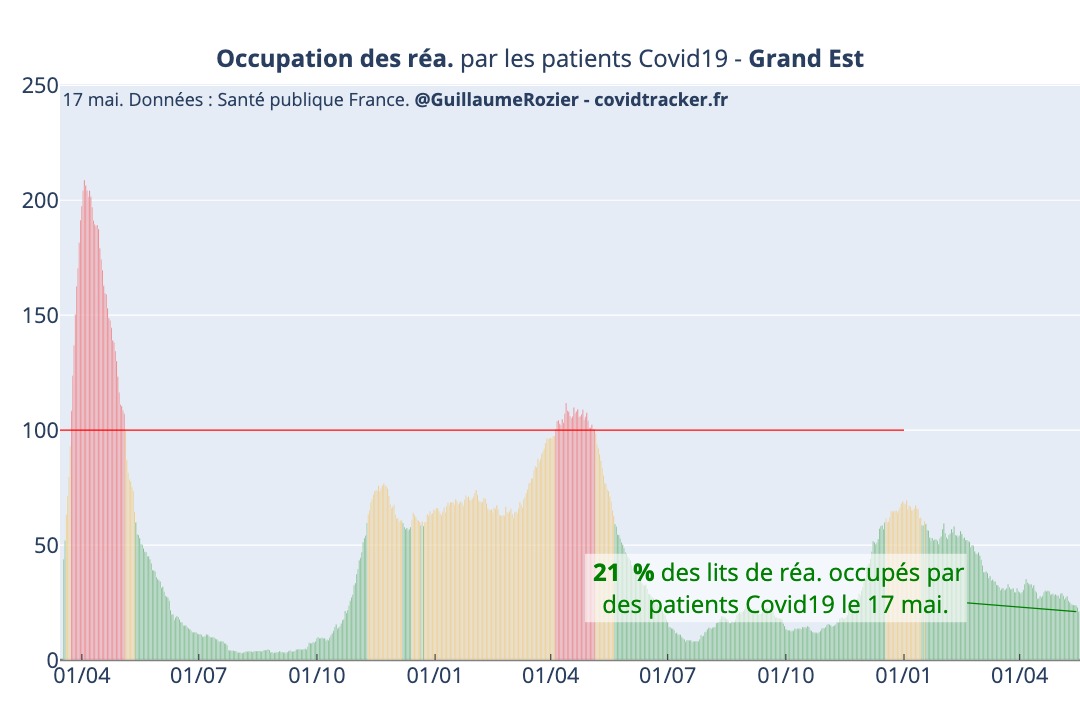 Occupation des réa. par les patients Covid19 - Grand Est
17 mai. Données : Santé publique France. @GuillaumeRozier - covidtracker.fr
250
200
150
100
50
0
21 % des lits de réa. occupés par
des patients Covid19 le 17 mai.
01/04 01/07 01/10 01/01 01/04 01/07 01/10 01/01 01/04